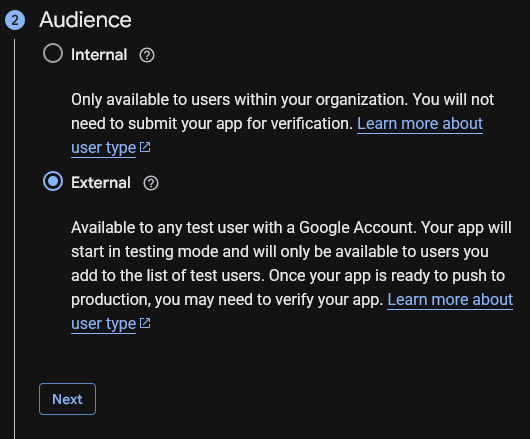 2 Audience
Internal
Only available to users within your organization. You will not
need to submit your app for verification. Learn more about
user type
External
Available to any test user with a Google Account. Your app will
start in testing mode and will only be available to users you
add to the list of test users. Once your app is ready to push to
production, you may need to verify your app. Learn more about
user type
Next